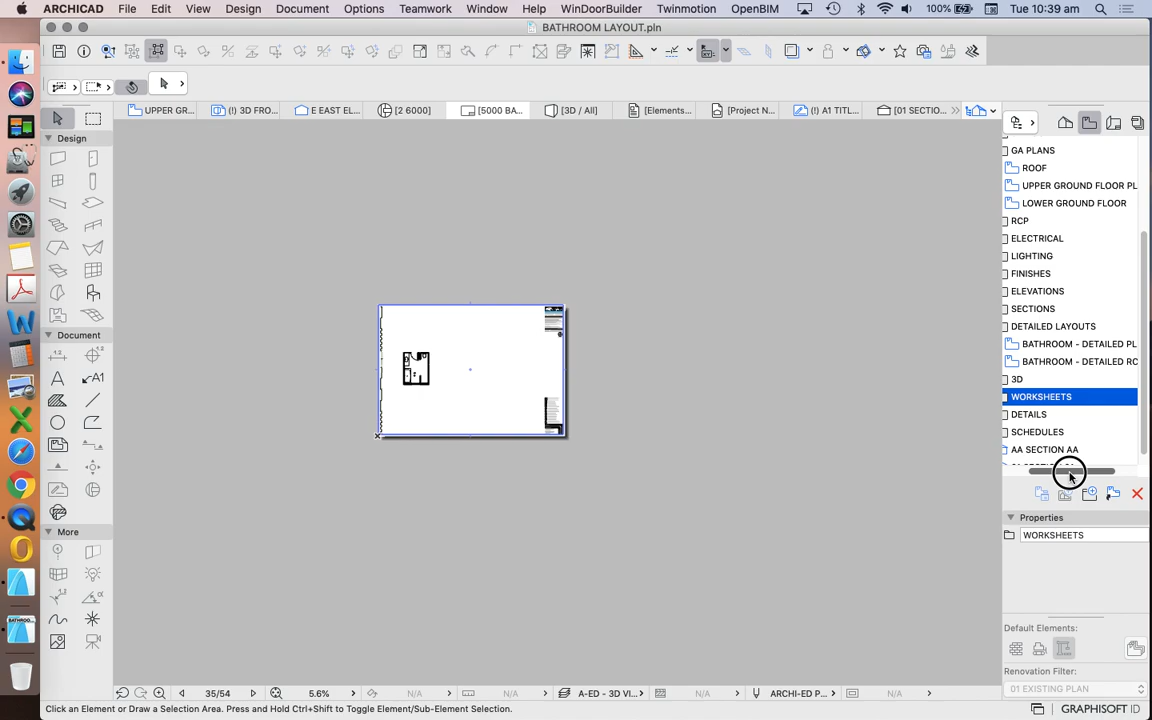 ARCHICAD File Edit View Design Document Options Teamwork Window Help WinDoorBuilder Twinmotion OpenBIM 100% Tue 10:39 am
BATHROOM LAYOUT.pln
UPPER GR... (!) 3D FRO... E EAST EL... [2 6000] [5000 BA... [3D / All] [Elements... [Project N... (!) A1 TITL... [01 SECTIO...
Design
Document
More
GA PLANS
ROOF
UPPER GROUND FLOOR PL
LOWER GROUND FLOOR
RCP
ELECTRICAL
LIGHTING
FINISHES
ELEVATIONS
SECTIONS
DETAILED LAYOUTS
BATHROOM - DETAILED PL
BATHROOM - DETAILED RC
3D
WORKSHEETS
DETAILS
SCHEDULES
AA SECTION AA
Properties
WORKSHEETS
Default Elements:
Renovation Filter:
01 EXISTING PLAN
35/54 5.6% N/A N/A A-ED - 3D VI... N/A ARCHI-ED P... N/A
Click an Element or Draw a Selection Area. Press and Hold Ctrl+Shift to Toggle Element/Sub-Element Selection.
GRAPHISOFT ID